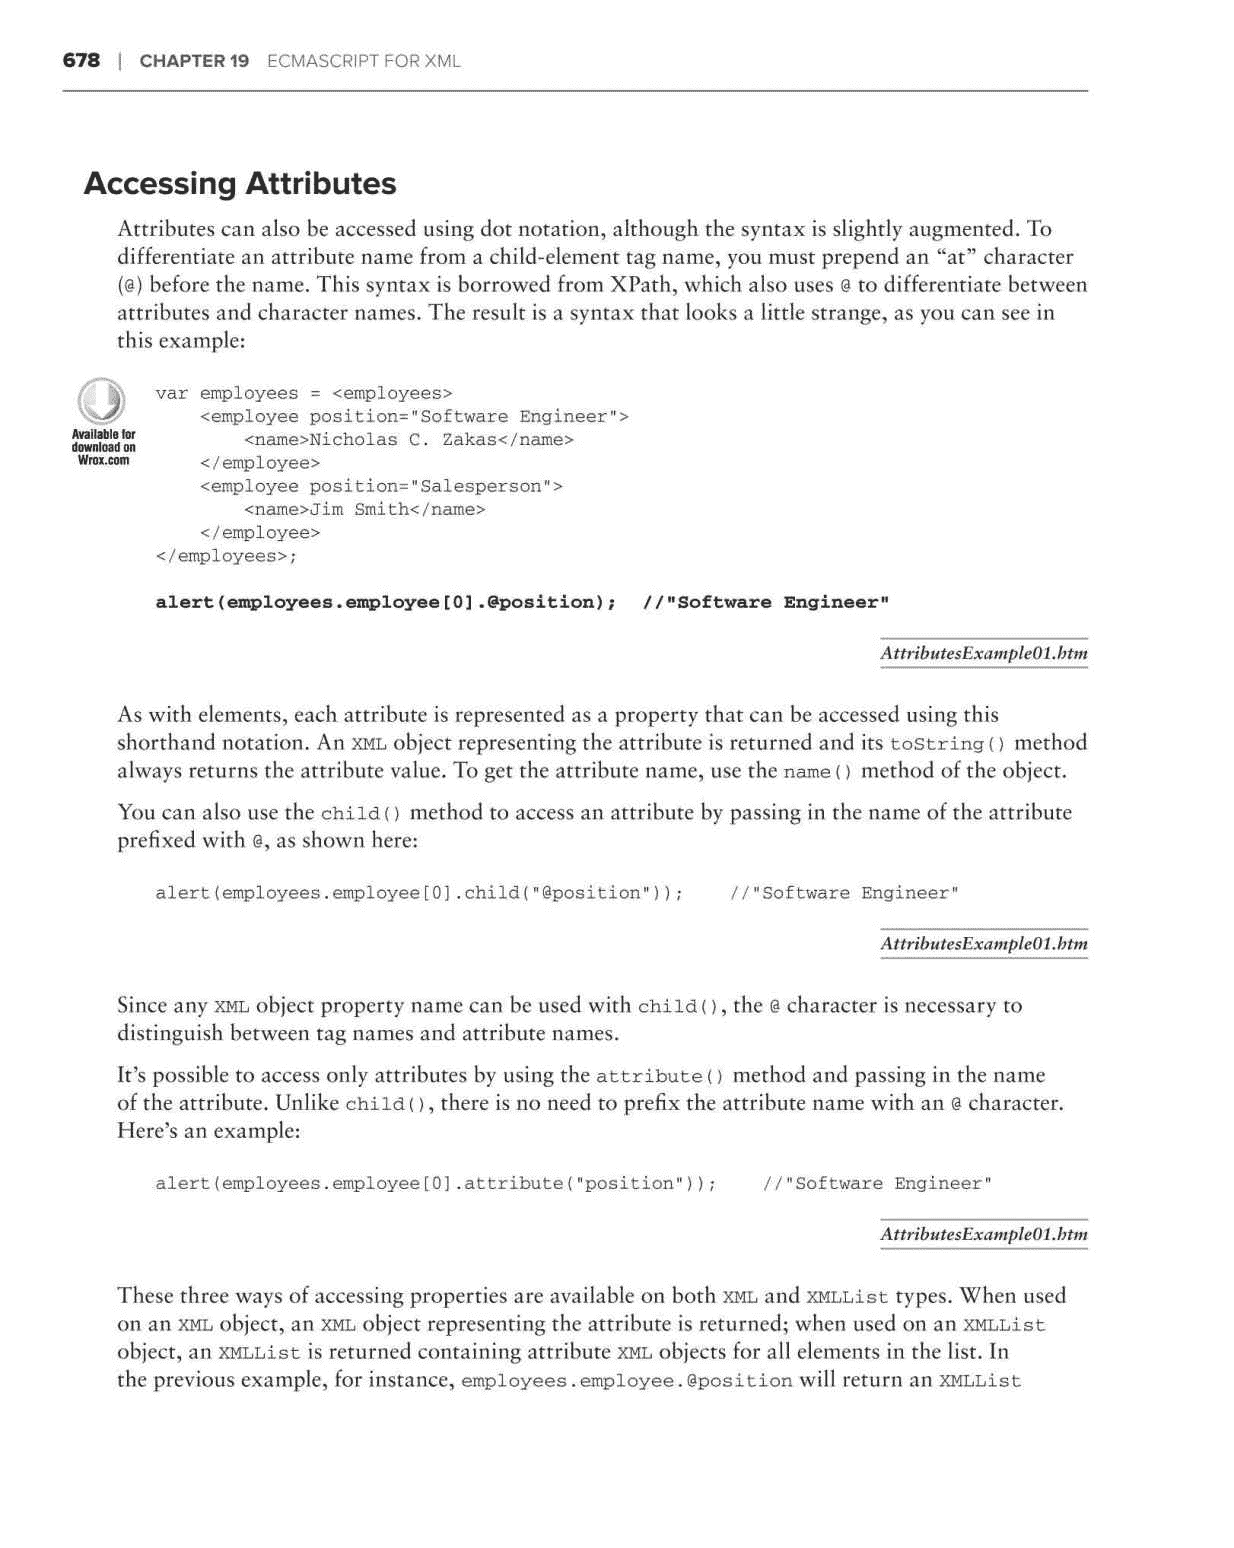 678 | CHAPTER 19 ECMASCRIPT FOR XML
Accessing Attributes
Attributes can also be accessed using dot notation, although the syntax is slightly augmented. To
differentiate an attribute name from a child-element tag name, you must prepend an “at” character
(@) before the name. This syntax is borrowed from XPath, which also uses @ to differentiate between
attributes and character names. The result is a syntax that looks a little strange, as you can see in
this example:
Available for
download on
Wrox.com
var employees = <employees>
    <employee position="Software Engineer">
        <name>Nicholas C. Zakas</name>
    </employee>
    <employee position="Salesperson">
        <name>Jim Smith</name>
    </employee>
</employees>;
alert(employees.employee[0].@position);  //"Software Engineer"
AttributesExample01.htm
As with elements, each attribute is represented as a property that can be accessed using this
shorthand notation. An XML object representing the attribute is returned and its toString() method
always returns the attribute value. To get the attribute name, use the name() method of the object.
You can also use the child() method to access an attribute by passing in the name of the attribute
prefixed with @, as shown here:
alert(employees.employee[0].child("@position"));    //"Software Engineer"
AttributesExample01.htm
Since any XML object property name can be used with child(), the @ character is necessary to
distinguish between tag names and attribute names.
It’s possible to access only attributes by using the attribute() method and passing in the name
of the attribute. Unlike child(), there is no need to prefix the attribute name with an @ character.
Here’s an example:
alert(employees.employee[0].attribute("position"));    //"Software Engineer"
AttributesExample01.htm
These three ways of accessing properties are available on both XML and XMLList types. When used
on an XML object, an XML object representing the attribute is returned; when used on an XMLList
object, an XMLList is returned containing attribute XML objects for all elements in the list. In
the previous example, for instance, employees.employee.@position will return an XMLList